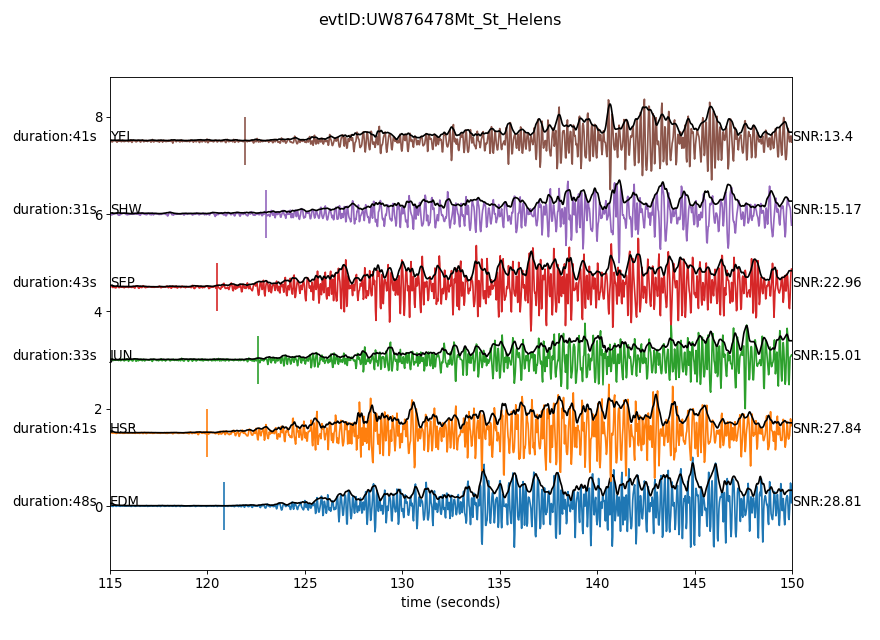 evtID:UW876478Mt_St_Helens
8
duration:41s YEL SNR:13.4
duration:31s SHW SNR:15.17
6
duration:43s SEP SNR:22.96
4
duration:33s JUN SNR:15.01
2
duration:41s HSR SNR:27.84
duration:48s EDM SNR:28.81
0
115 120 125 130 135 140 145 150
time (seconds)